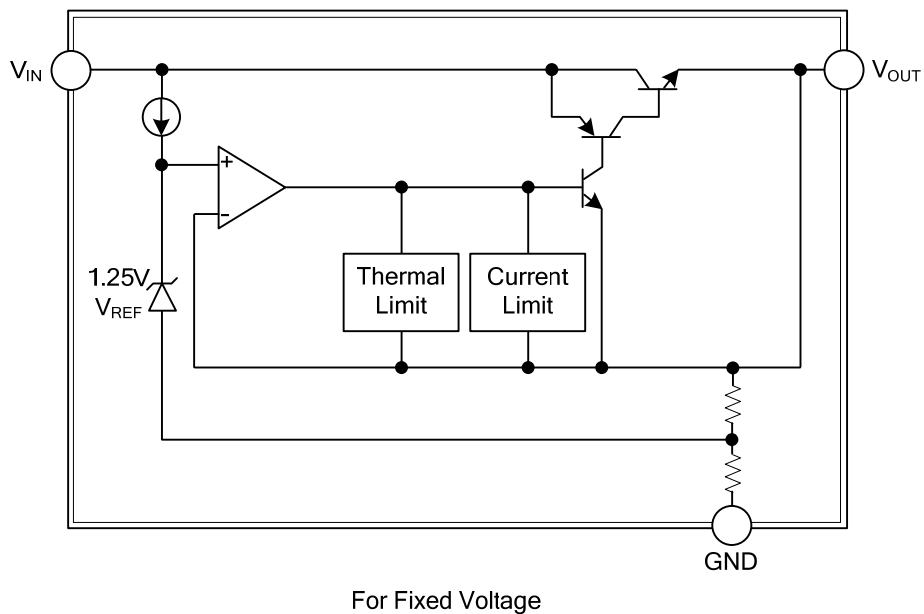 V_IN
V_OUT
+
-
1.25V
V_REF
Thermal
Limit
Current
Limit
GND
For Fixed Voltage